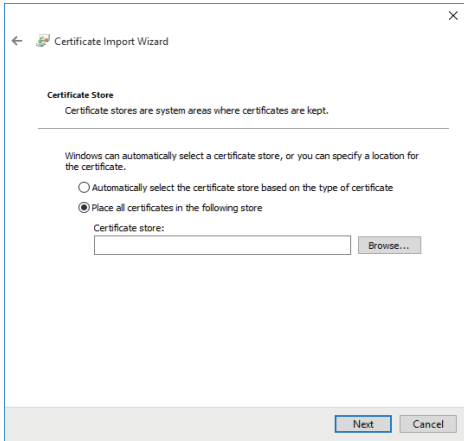 Certificate Import Wizard
Certificate Store
Certificate stores are system areas where certificates are kept.
Windows can automatically select a certificate store, or you can specify a location for
the certificate.
Automatically select the certificate store based on the type of certificate
Place all certificates in the following store
Certificate store:
Browse...
Next Cancel